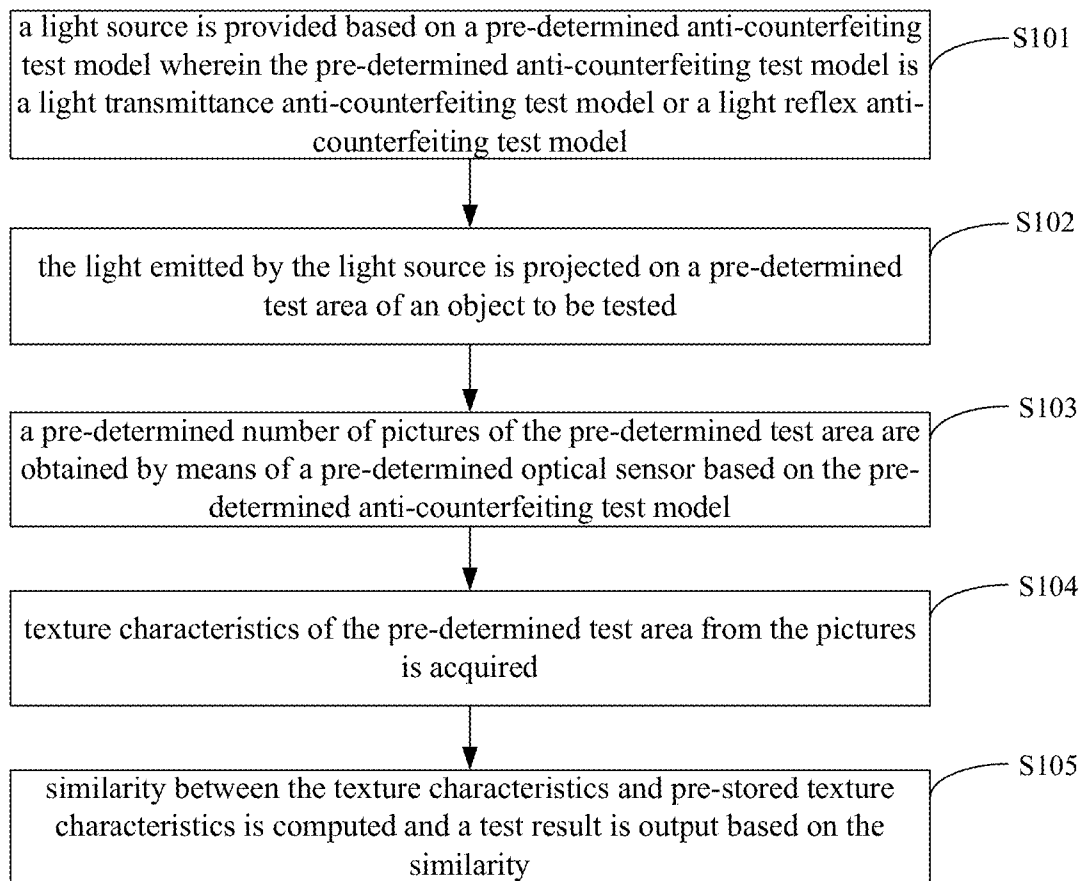 a light source is provided based on a pre-determined anti-counterfeiting
test model wherein the pre-determined anti-counterfeiting test model is
a light transmittance anti-counterfeiting test model or a light reflex anti-
counterfeiting test model
S101
the light emitted by the light source is projected on a pre-determined
test area of an object to be tested
S102
a pre-determined number of pictures of the pre-determined test area are
obtained by means of a pre-determined optical sensor based on the pre-
determined anti-counterfeiting test model
S103
texture characteristics of the pre-determined test area from the pictures
is acquired
S104
similarity between the texture characteristics and pre-stored texture
characteristics is computed and a test result is output based on the
similarity
S105